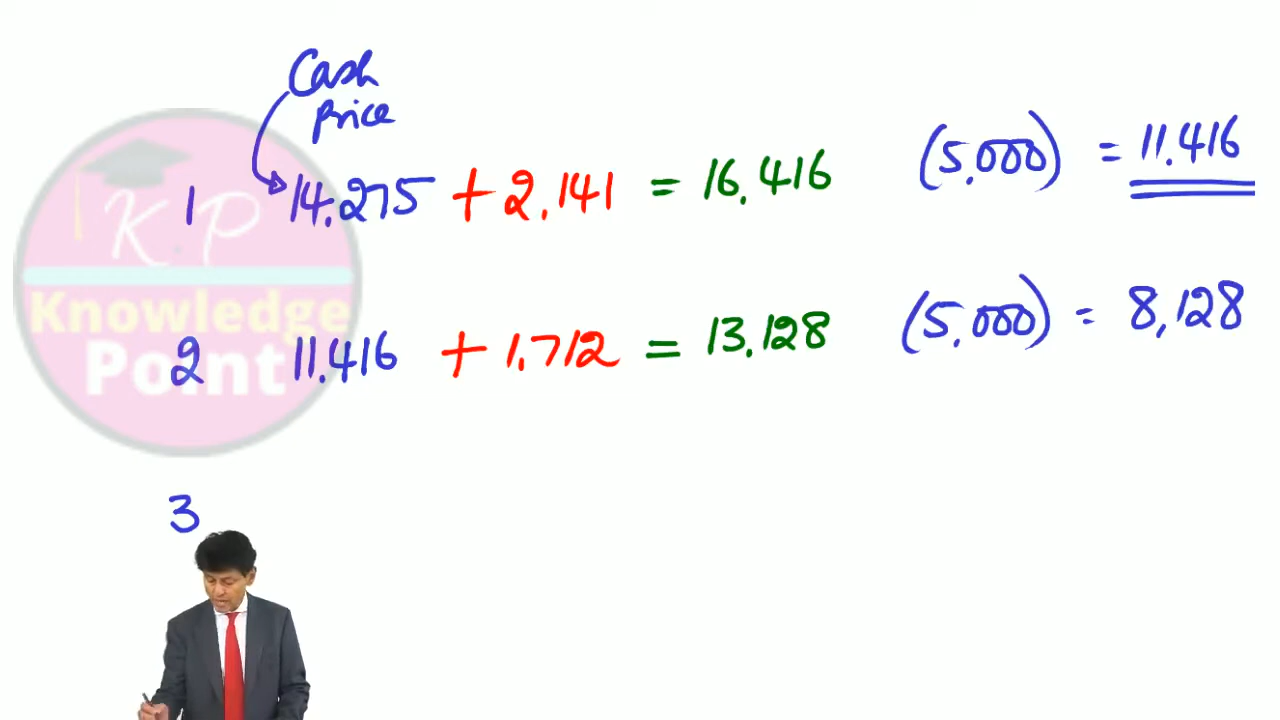 Cash
Price
1 14.275 + 2.141 = 16.416 (5,000) = 11.416
K.P
Knowledge
Point
2 11.416 + 1.712 = 13.128 (5,000) = 8,128
3